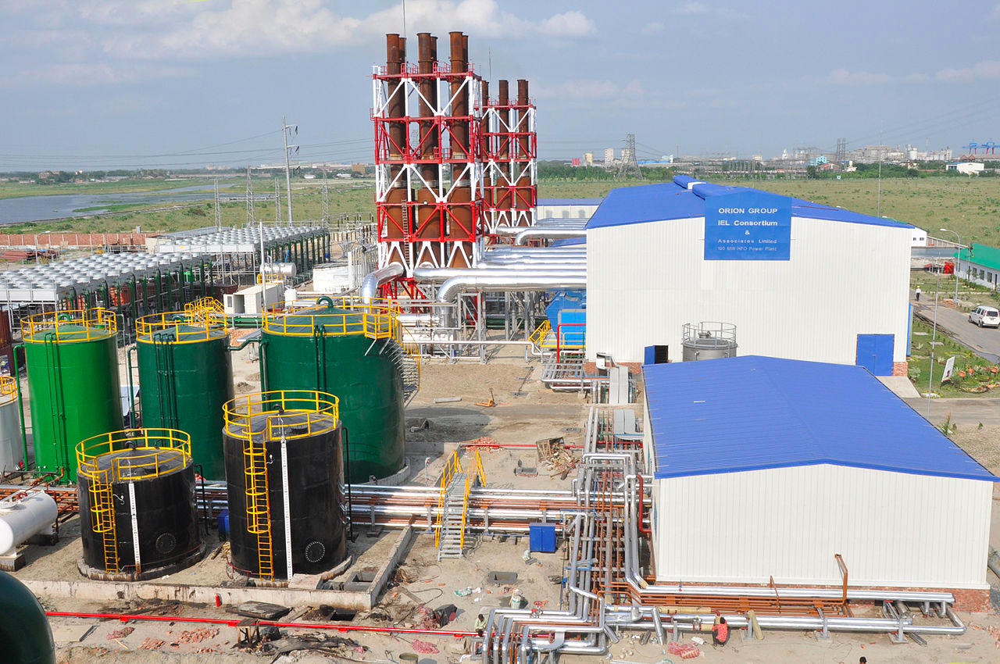 ORION GROUP
IEL Consortium
&
Associates Limited
100 MW HFO Power Plant